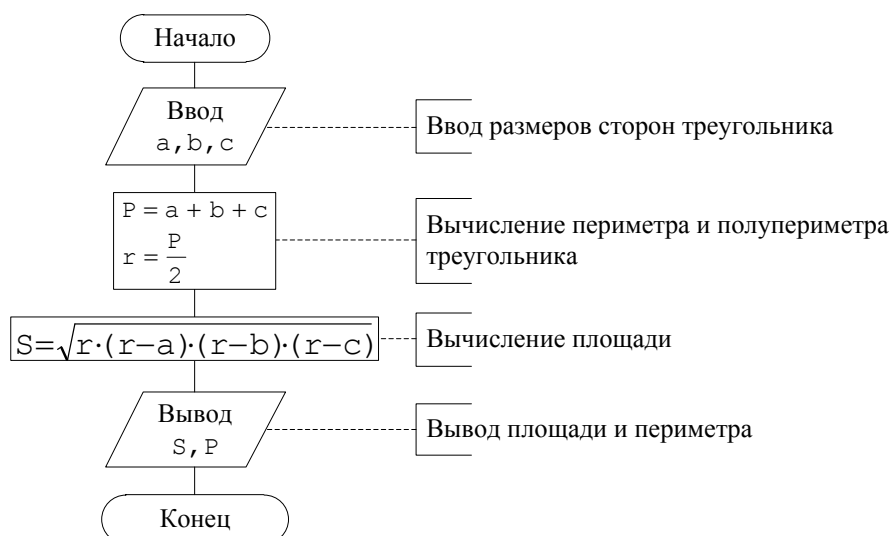 Начало
Ввод
a,b,c
Ввод размеров сторон треугольника
P = a + b + c
r = P/2
Вычисление периметра и полупериметра
треугольника
S=√r·(r−a)·(r−b)·(r−c)
Вычисление площади
Вывод
S,P
Вывод площади и периметра
Конец